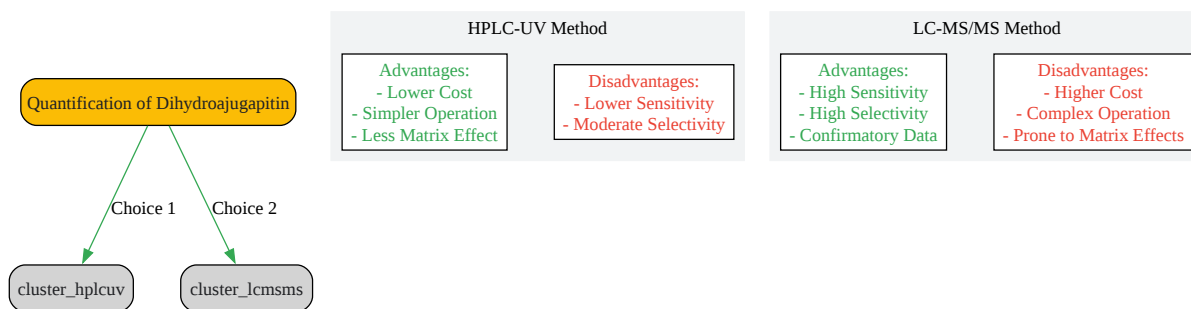 Quantification of Dihydroajugapitin
Choice 1
Choice 2
cluster_hplcuv
cluster_lcmsms
HPLC-UV Method
Advantages:
- Lower Cost
- Simpler Operation
- Less Matrix Effect
Disadvantages:
- Lower Sensitivity
- Moderate Selectivity
LC-MS/MS Method
Advantages:
- High Sensitivity
- High Selectivity
- Confirmatory Data
Disadvantages:
- Higher Cost
- Complex Operation
- Prone to Matrix Effects